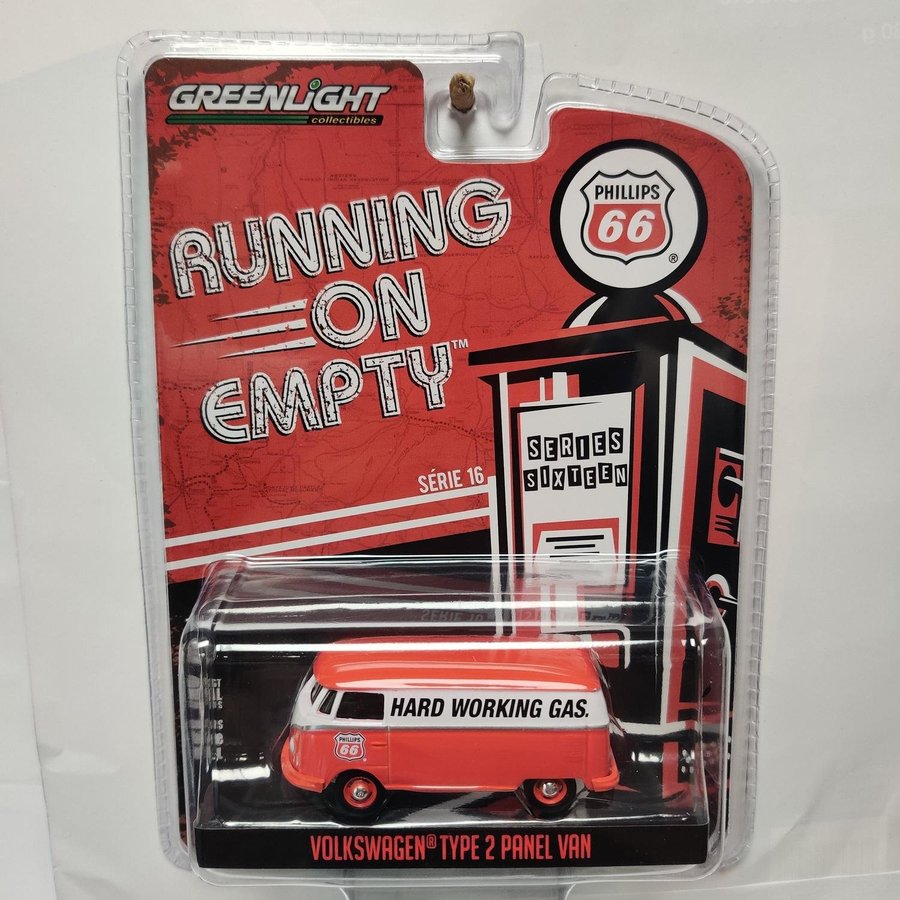 GREENLIGHT
collectibles
RUNNING
ON
EMPTY™
PHILLIPS
66
®
SERIES
SIXTEEN
SÉRIE 16
HARD WORKING GAS.
PHILLIPS
66
VOLKSWAGEN® TYPE 2 PANEL VAN